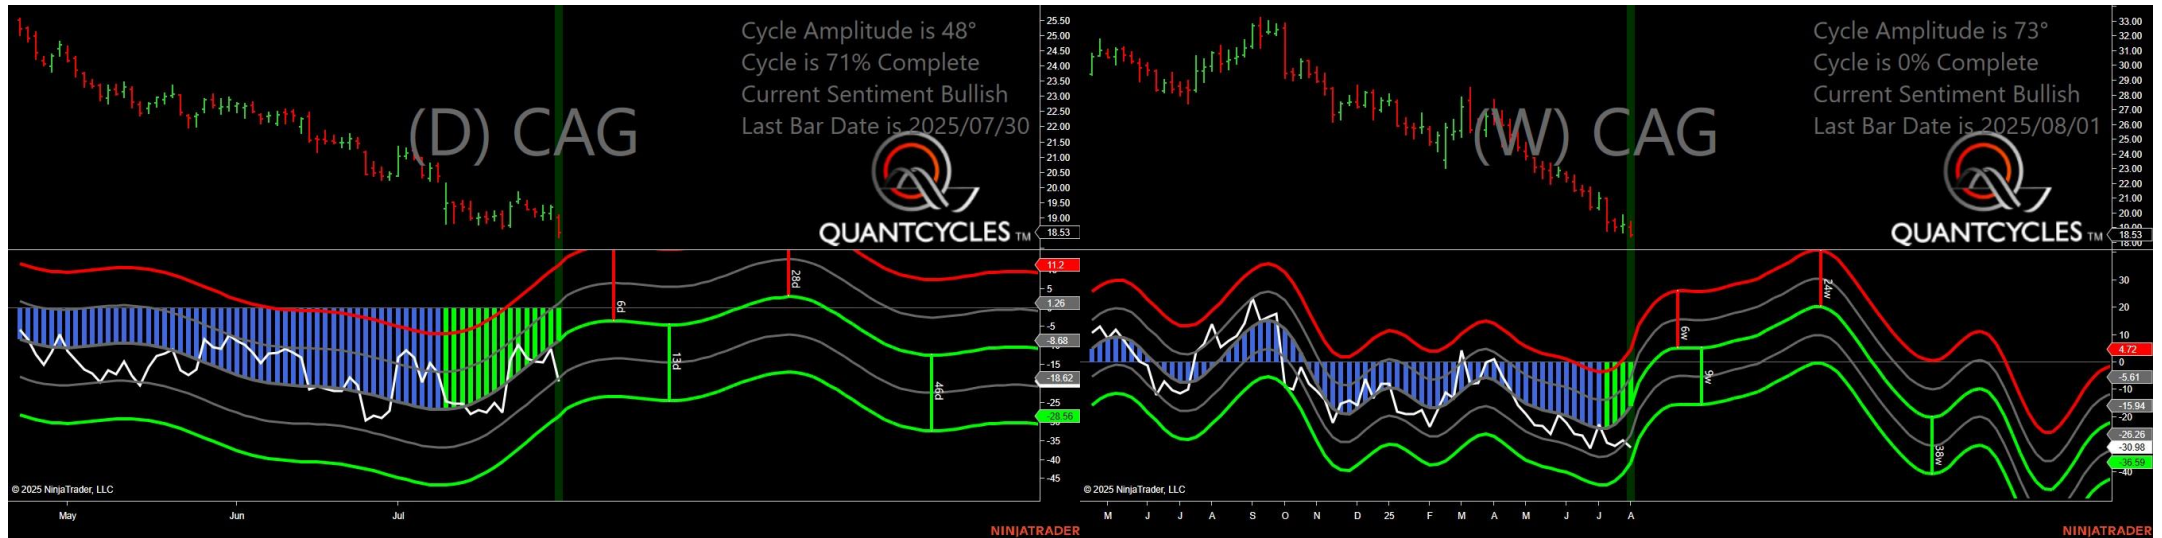 Cycle Amplitude is 48°
Cycle is 71% Complete
Current Sentiment Bullish
Last Bar Date is 2025/07/30
(D) CAG
QUANTCYCLES TM
25.50
25.00
24.50
24.00
23.50
23.00
22.50
22.00
21.50
21.00
20.50
20.00
19.50
19.00
18.53
11.2
5
1.26
-5
-8.68
-15
-18.62
-25
-28.56
-35
-40
-45
6d
13d
28d
46d
© 2025 NinjaTrader, LLC
May
Jun
Jul
NINJATRADER
Cycle Amplitude is 73°
Cycle is 0% Complete
Current Sentiment Bullish
Last Bar Date is 2025/08/01
(W) CAG
QUANTCYCLES TM
33.00
32.00
31.00
30.00
29.00
28.00
27.00
26.00
25.00
24.00
23.00
22.00
21.00
20.00
18.53
18.00
30
20
10
4.72
0
-5.61
-10
-15.94
-20
-26.26
-30.98
-36.59
-40
6w
9w
24w
38w
© 2025 NinjaTrader, LLC
M J J A S O N D 25 F M A M J J A
NINJATRADER